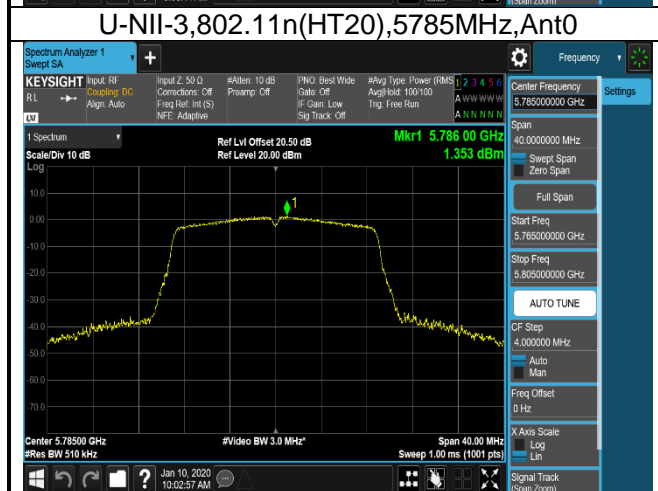 (Span Zoom)
U-NII-3,802.11n(HT20),5785MHz,Ant0
Spectrum Analyzer 1
Swept SA
+
Frequency
KEYSIGHT
RL
Input: RF
Coupling: DC
Align: Auto
Input Z: 50 Ω
Corrections: Off
Freq Ref: Int (S)
NFE: Adaptive
#Atten: 10 dB
Preamp: Off
PNO: Best Wide
Gate: Off
IF Gain: Low
Sig Track: Off
#Avg Type: Power (RMS
Avg|Hold: 100/100
Trig: Free Run
1 2 3 4 5 6
A W W W W W
A N N N N N
LXI
1 Spectrum
Scale/Div 10 dB
Log
Ref Lvl Offset 20.50 dB
Ref Level 20.00 dBm
Mkr1 5.786 00 GHz
1.353 dBm
1
10.0
0.00
-10.0
-20.0
-30.0
-40.0
-50.0
-60.0
-70.0
Center 5.78500 GHz
#Res BW 510 kHz
#Video BW 3.0 MHz*
Span 40.00 MHz
Sweep 1.00 ms (1001 pts)
Center Frequency
5.785000000 GHz
Settings
Span
40.0000000 MHz
Swept Span
Zero Span
Full Span
Start Freq
5.765000000 GHz
Stop Freq
5.805000000 GHz
AUTO TUNE
CF Step
4.000000 MHz
Auto
Man
Freq Offset
0 Hz
X Axis Scale
Log
Lin
Signal Track
(Span Zoom)
?
Jan 10, 2020
10:02:57 AM